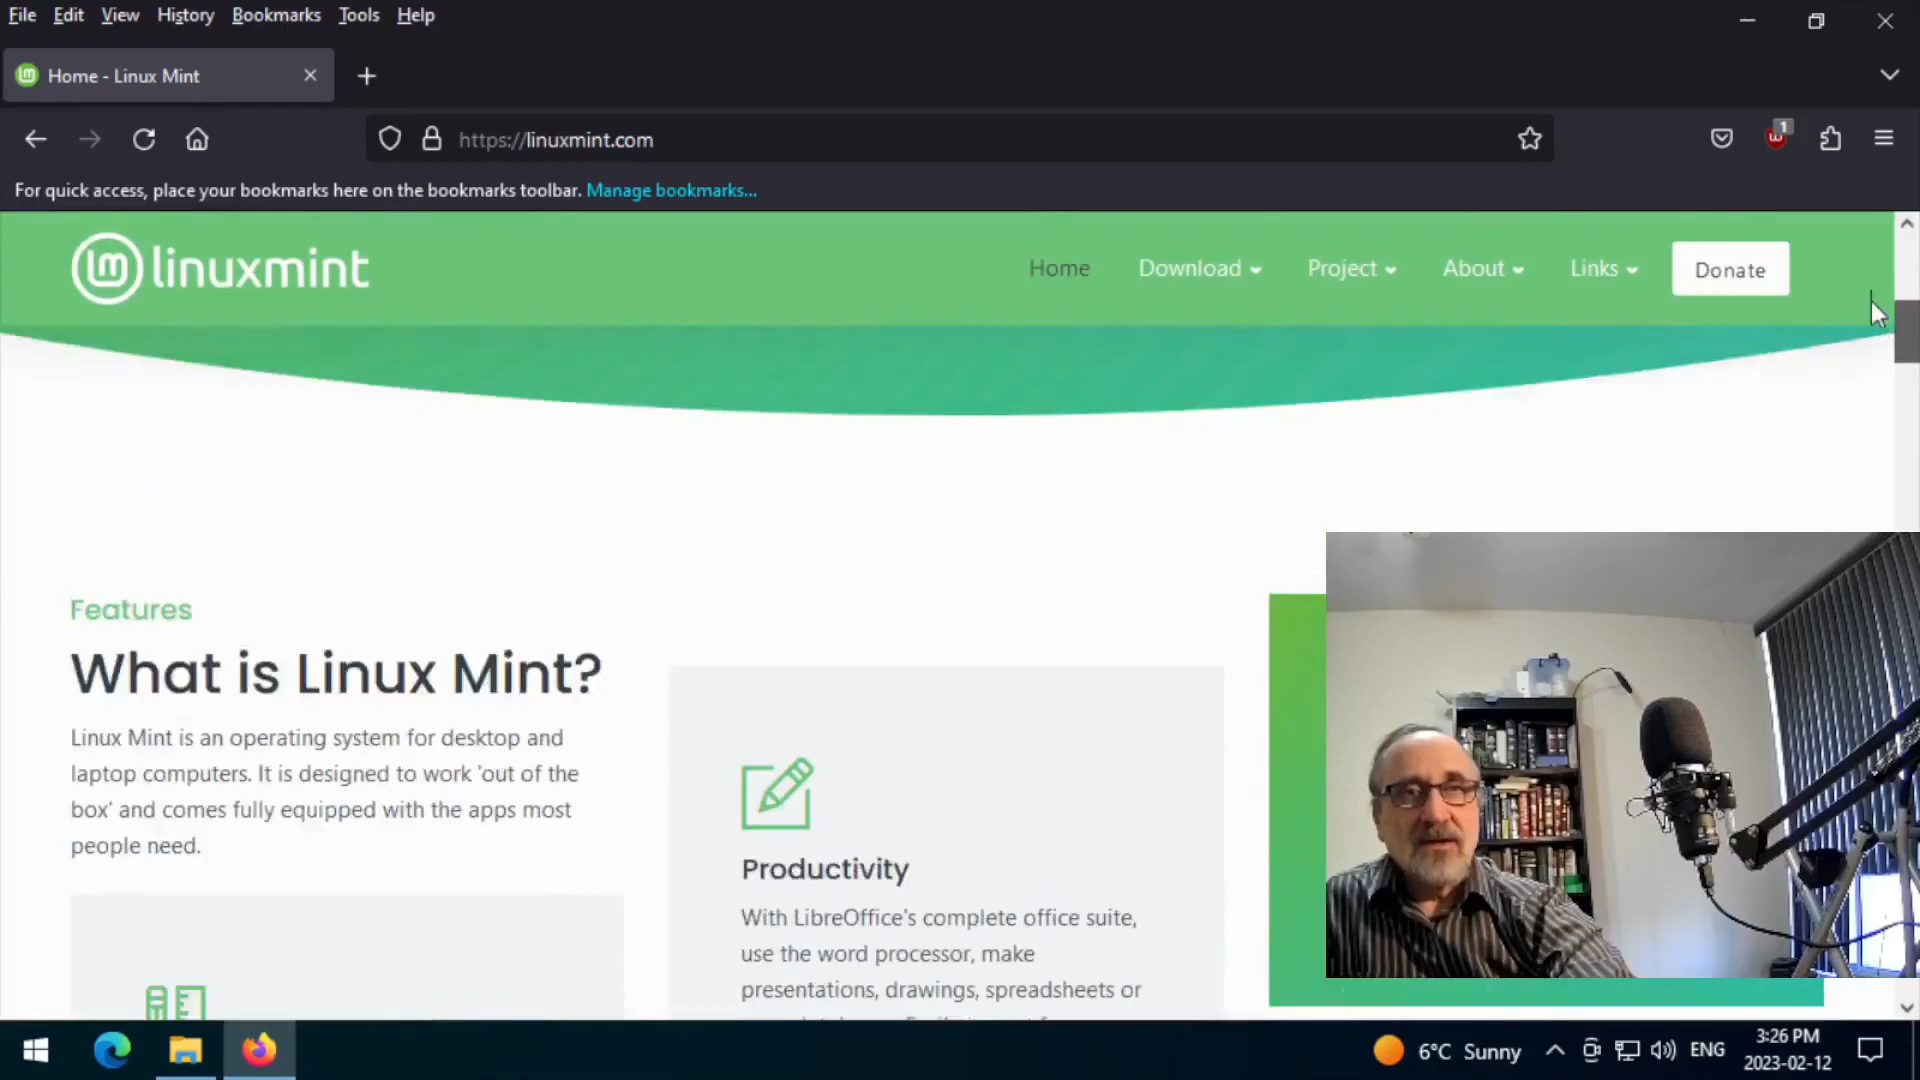 File Edit View History Bookmarks Tools Help
Home - Linux Mint
https://linuxmint.com
1
For quick access, place your bookmarks here on the bookmarks toolbar. Manage bookmarks...
linuxmint
Home Download Project About Links Donate
Features
What is Linux Mint?
Linux Mint is an operating system for desktop and
laptop computers. It is designed to work 'out of the
box' and comes fully equipped with the apps most
people need.
Productivity
With LibreOffice's complete office suite,
use the word processor, make
presentations, drawings, spreadsheets or
6°C Sunny
ENG
3:26 PM
2023-02-12